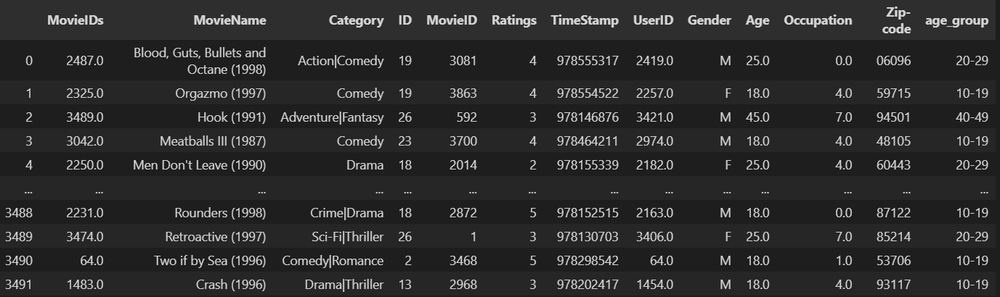 MovieIDs MovieName Category ID MovieID Ratings TimeStamp UserID Gender Age Occupation Zip-code age_group
0 2487.0 Blood, Guts, Bullets and Octane (1998) Action|Comedy 19 3081 4 978555317 2419.0 M 25.0 0.0 06096 20-29
1 2325.0 Orgazmo (1997) Comedy 19 3863 4 978554522 2257.0 F 18.0 4.0 59715 10-19
2 3489.0 Hook (1991) Adventure|Fantasy 26 592 3 978146876 3421.0 M 45.0 7.0 94501 40-49
3 3042.0 Meatballs III (1987) Comedy 23 3700 4 978464211 2974.0 M 18.0 4.0 48105 10-19
4 2250.0 Men Don't Leave (1990) Drama 18 2014 2 978155339 2182.0 F 25.0 4.0 60443 20-29
... ... ... ... ... ... ... ... ... ... ... ... ... ...
3488 2231.0 Rounders (1998) Crime|Drama 18 2872 5 978152515 2163.0 M 18.0 0.0 87122 10-19
3489 3474.0 Retroactive (1997) Sci-Fi|Thriller 26 1 3 978130703 3406.0 F 25.0 7.0 85214 20-29
3490 64.0 Two if by Sea (1996) Comedy|Romance 2 3468 5 978298542 64.0 M 18.0 1.0 53706 10-19
3491 1483.0 Crash (1996) Drama|Thriller 13 2968 3 978202417 1454.0 M 18.0 4.0 93117 10-19